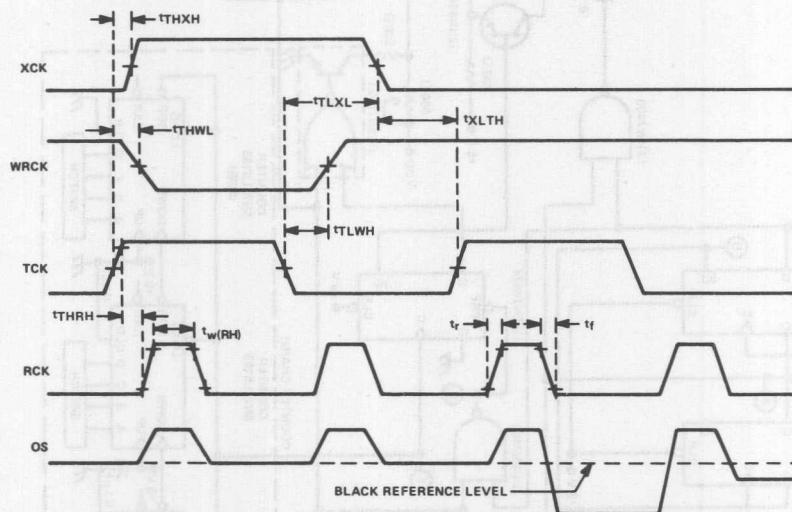 tTHXH
XCK
tTLXL
tXLTH
tTHWL
WRCK
tTLWH
TCK
tTHRH
tw(RH)
tr
tf
RCK
OS
BLACK REFERENCE LEVEL